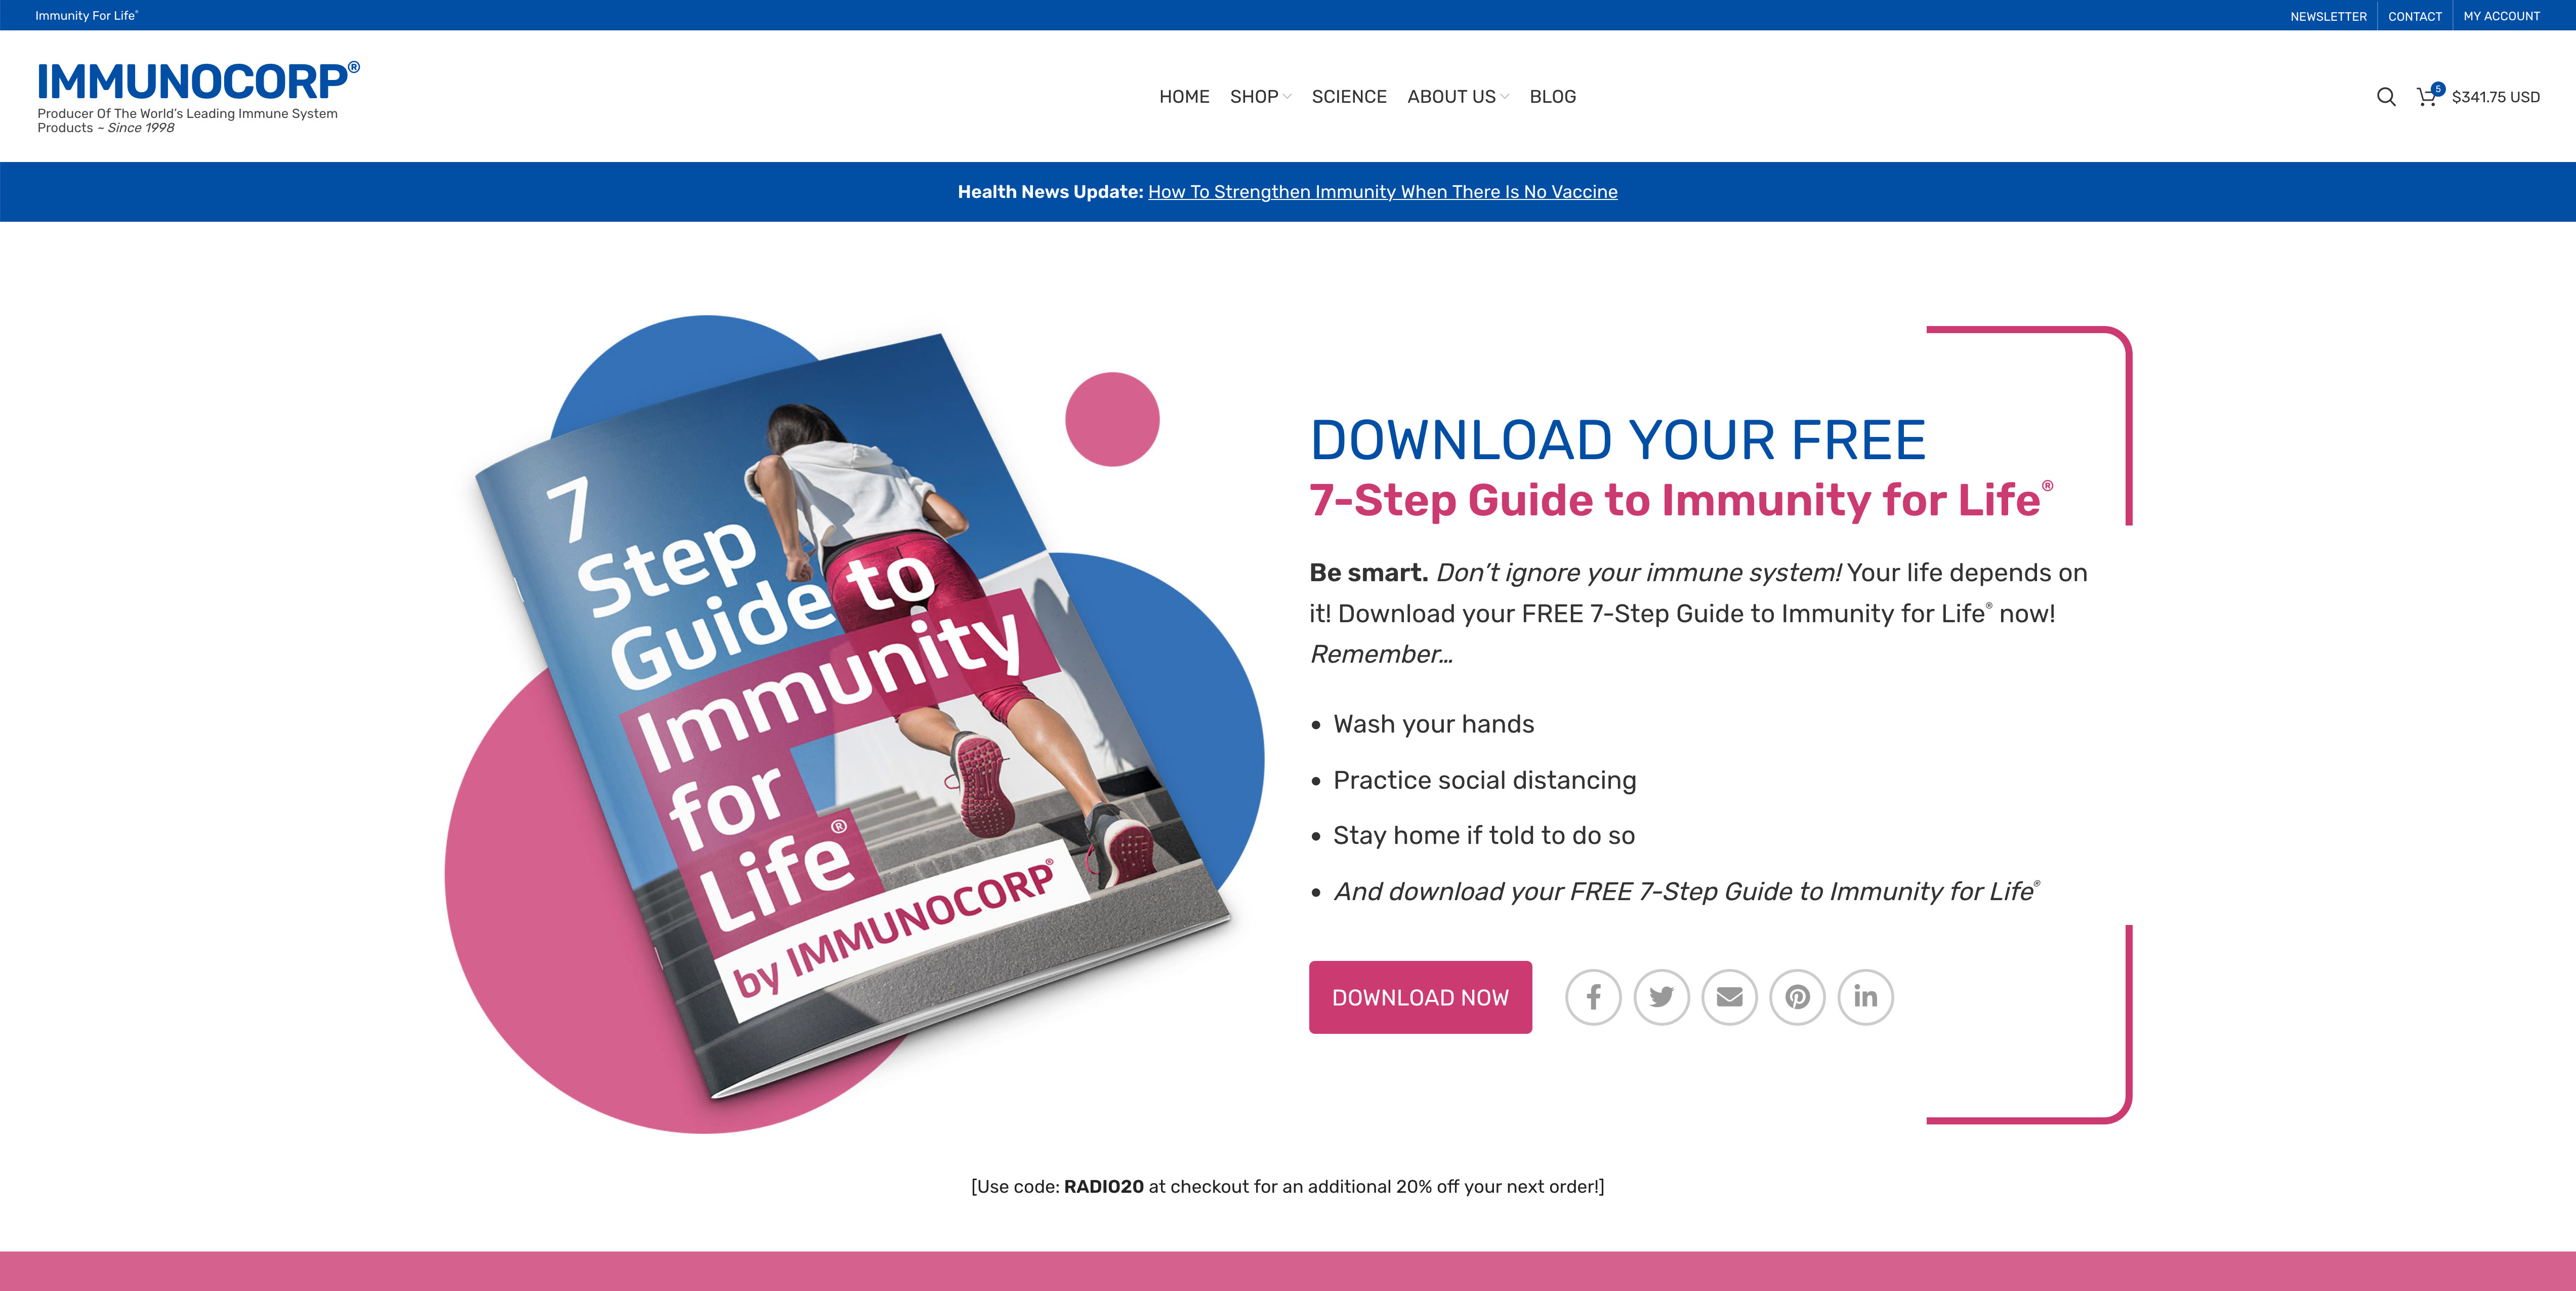 Immunity For Life®
NEWSLETTER
CONTACT
MY ACCOUNT
IMMUNOCORP®
Producer Of The World's Leading Immune System
Products ~ Since 1998
HOME
SHOP
SCIENCE
ABOUT US
BLOG
5
$341.75 USD
Health News Update: How To Strengthen Immunity When There Is No Vaccine
7
Step
Guide to
Immunity
for
Life®
by IMMUNOCORP®
DOWNLOAD YOUR FREE
7-Step Guide to Immunity for Life®
Be smart. Don't ignore your immune system! Your life depends on
it! Download your FREE 7-Step Guide to Immunity for Life® now!
Remember...
• Wash your hands
• Practice social distancing
• Stay home if told to do so
• And download your FREE 7-Step Guide to Immunity for Life®
DOWNLOAD NOW
[Use code: RADIO20 at checkout for an additional 20% off your next order!]